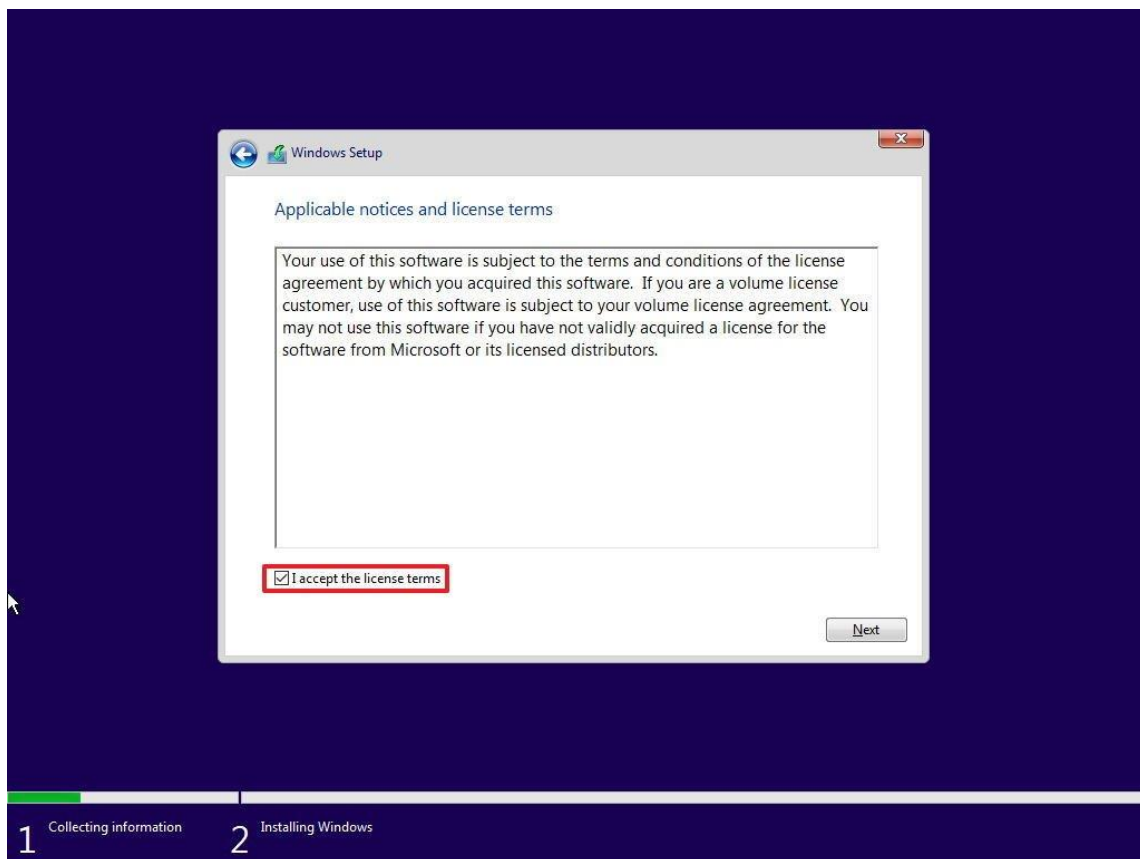 Windows Setup
Applicable notices and license terms
Your use of this software is subject to the terms and conditions of the license
agreement by which you acquired this software.  If you are a volume license
customer, use of this software is subject to your volume license agreement.  You
may not use this software if you have not validly acquired a license for the
software from Microsoft or its licensed distributors.
I accept the license terms
Next
1 Collecting information
2 Installing Windows